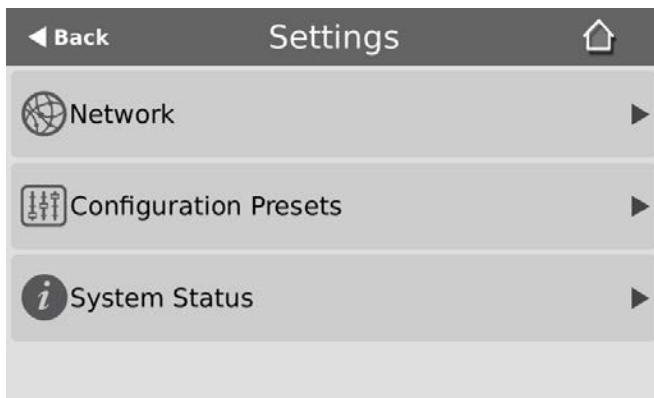 Back Settings
Network
Configuration Presets
System Status